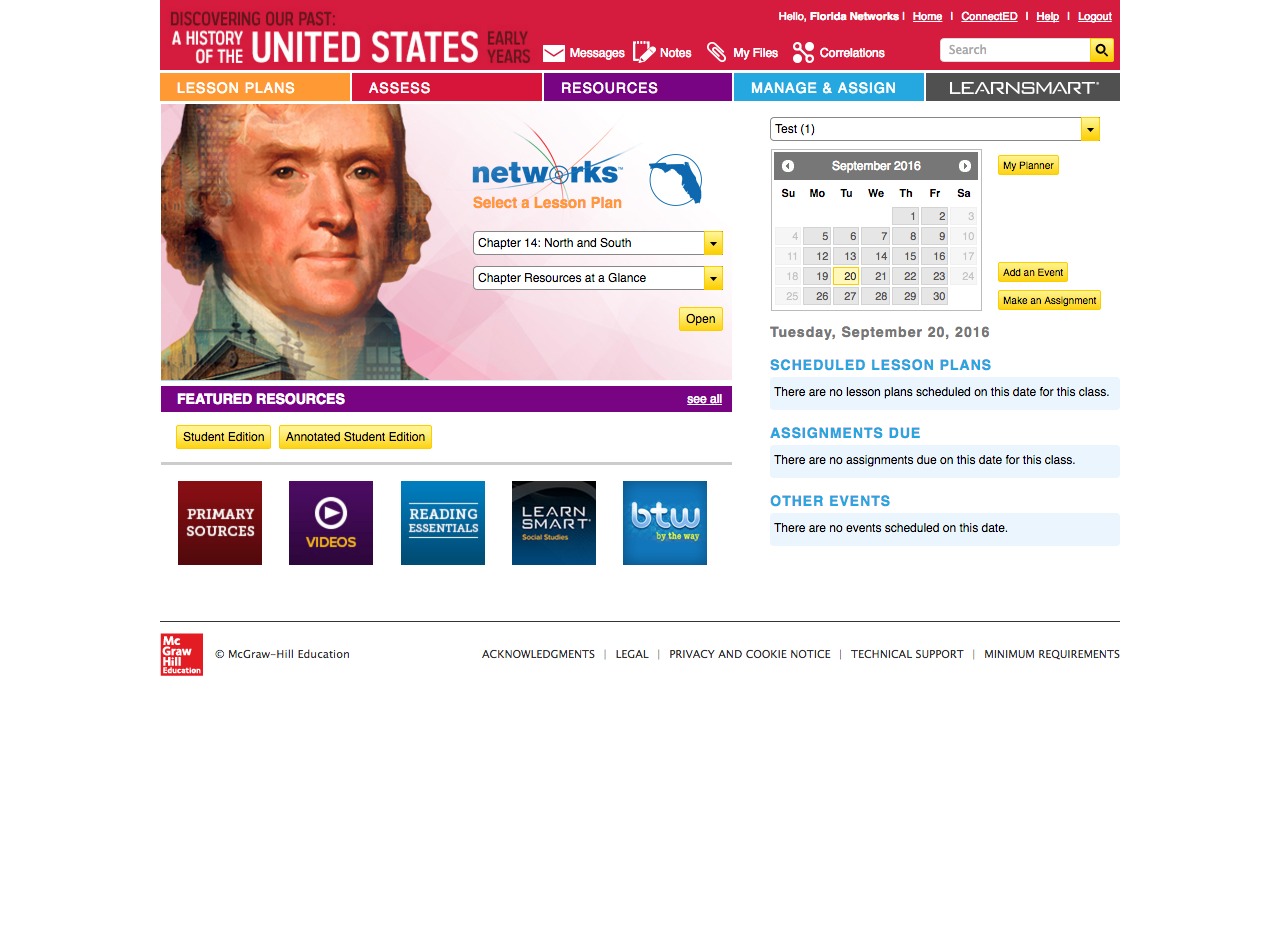 DISCOVERING OUR PAST:
A HISTORY OF THE UNITED STATES EARLY YEARS
Hello, Florida Networks | Home | ConnectED | Help | Logout
Messages Notes My Files Correlations
Search
LESSON PLANS ASSESS RESOURCES MANAGE & ASSIGN LEARNSMART®
networks™
Select a Lesson Plan
Chapter 14: North and South
Chapter Resources at a Glance
Open
FEATURED RESOURCES see all
Student Edition Annotated Student Edition
PRIMARY SOURCES
VIDEOS
READING ESSENTIALS
LEARN SMART®
Social Studies
btw
by the way
Test (1)
September 2016
Su Mo Tu We Th Fr Sa
1 2 3
4 5 6 7 8 9 10
11 12 13 14 15 16 17
18 19 20 21 22 23 24
25 26 27 28 29 30
My Planner
Add an Event
Make an Assignment
Tuesday, September 20, 2016
SCHEDULED LESSON PLANS
There are no lesson plans scheduled on this date for this class.
ASSIGNMENTS DUE
There are no assignments due on this date for this class.
OTHER EVENTS
There are no events scheduled on this date.
Mc
Graw
Hill
Education
© McGraw-Hill Education
ACKNOWLEDGMENTS | LEGAL | PRIVACY AND COOKIE NOTICE | TECHNICAL SUPPORT | MINIMUM REQUIREMENTS